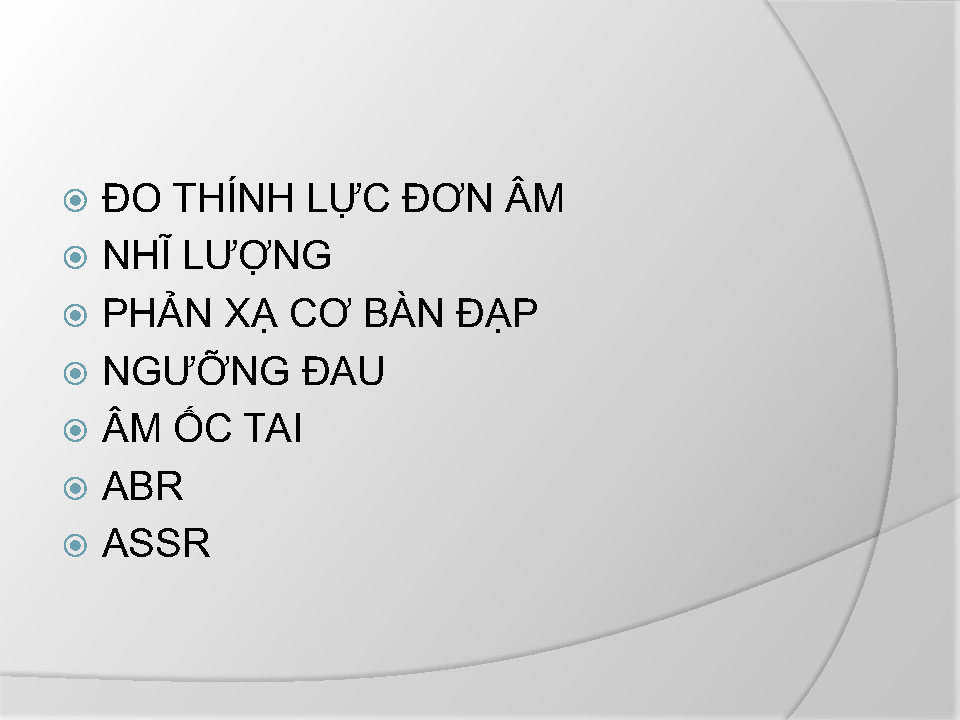 ĐO THÍNH LỰC ĐƠN ÂM
NHĨ LƯỢNG
PHẢN XẠ CƠ BÀN ĐẠP
NGƯỠNG ĐAU
ÂM ỐC TAI
ABR
ASSR